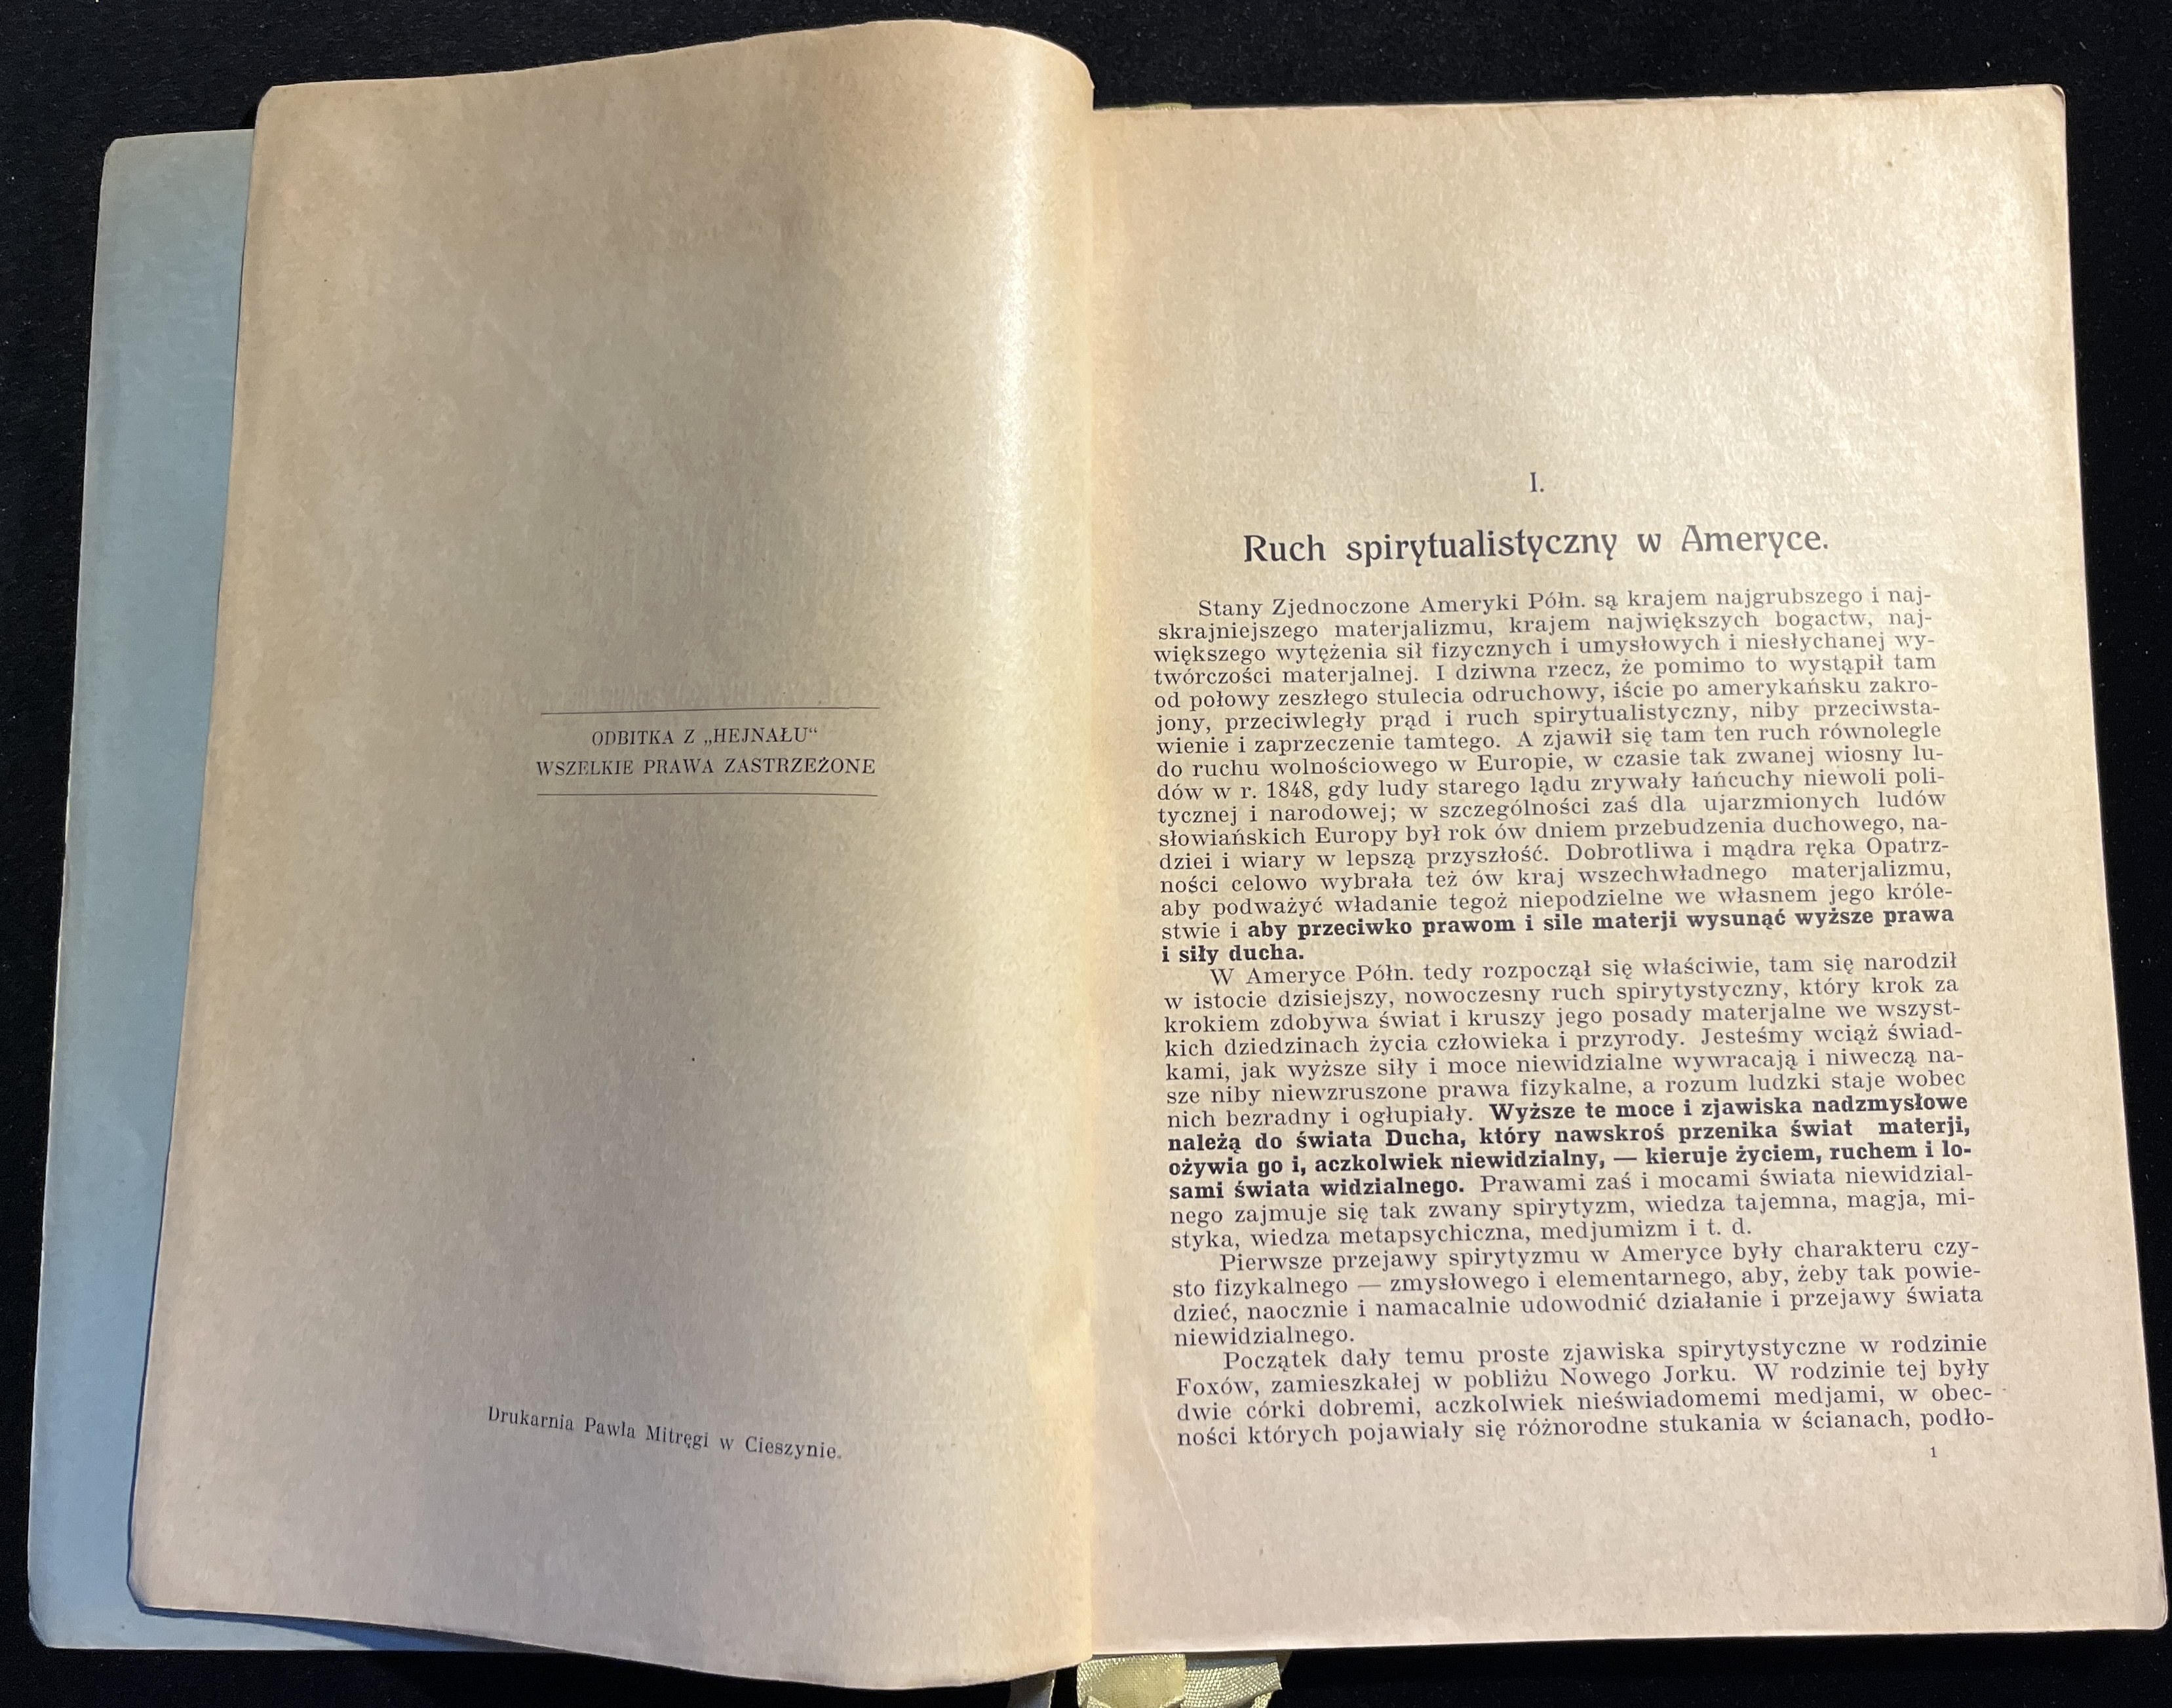 ODBITKA Z „HEJNAŁU“
WSZELKIE PRAWA ZASTRZEŻONE
Drukarnia Pawła Mitręgi w Cieszynie.
I.
Ruch spirytualistyczny w Ameryce.
Stany Zjednoczone Ameryki Półn. są krajem najgrubszego i naj-
skrajniejszego materjalizmu, krajem największych bogactw, naj-
większego wytężenia sił fizycznych i umysłowych i niesłychanej wy-
twórczości materjalnej. I dziwna rzecz, że pomimo to wystąpił tam
od połowy zeszłego stulecia odruchowy, iście po amerykańsku zakro-
jony, przeciwległy prąd i ruch spirytualistyczny, niby przeciwsta-
wienie i zaprzeczenie tamtego. A zjawił się tam ten ruch równolegle
do ruchu wolnościowego w Europie, w czasie tak zwanej wiosny lu-
dów w r. 1848, gdy ludy starego lądu zrywały łańcuchy niewoli poli-
tycznej i narodowej; w szczególności zaś dla ujarzmionych ludów
słowiańskich Europy był rok ów dniem przebudzenia duchowego, na-
dziei i wiary w lepszą przyszłość. Dobrotliwa i mądra ręka Opatrz-
ności celowo wybrała też ów kraj wszechwładnego materjalizmu,
aby podważyć władanie tegoż niepodzielne we własnem jego króle-
stwie i aby przeciwko prawom i sile materji wysunąć wyższe prawa
i siły ducha.
W Ameryce Półn. tedy rozpoczął się właściwie, tam się narodził
w istocie dzisiejszy, nowoczesny ruch spirytystyczny, który krok za
krokiem zdobywa świat i kruszy jego posady materjalne we wszyst-
kich dziedzinach życia człowieka i przyrody. Jesteśmy wciąż świad-
kami, jak wyższe siły i moce niewidzialne wywracają i niweczą na-
sze niby niewzruszone prawa fizykalne, a rozum ludzki staje wobec
nich bezradny i ogłupiały. Wyższe te moce i zjawiska nadzmysłowe
należą do świata Ducha, który nawskroś przenika świat materji,
ożywia go i, aczkolwiek niewidzialny, — kieruje życiem, ruchem i lo-
sami świata widzialnego. Prawami zaś i mocami świata niewidzial-
nego zajmuje się tak zwany spirytyzm, wiedza tajemna, magja, mi-
styka, wiedza metapsychiczna, medjumizm i t. d.
Pierwsze przejawy spirytyzmu w Ameryce były charakteru czy-
sto fizykalnego — zmysłowego i elementarnego, aby, żeby tak powie-
dzieć, naocznie i namacalnie udowodnić działanie i przejawy świata
niewidzialnego.
Początek dały temu proste zjawiska spirytystyczne w rodzinie
Foxów, zamieszkałej w pobliżu Nowego Jorku. W rodzinie tej były
dwie córki dobremi, aczkolwiek nieświadomemi medjami, w obec-
ności których pojawiały się różnorodne stukania w ścianach, podło-
1